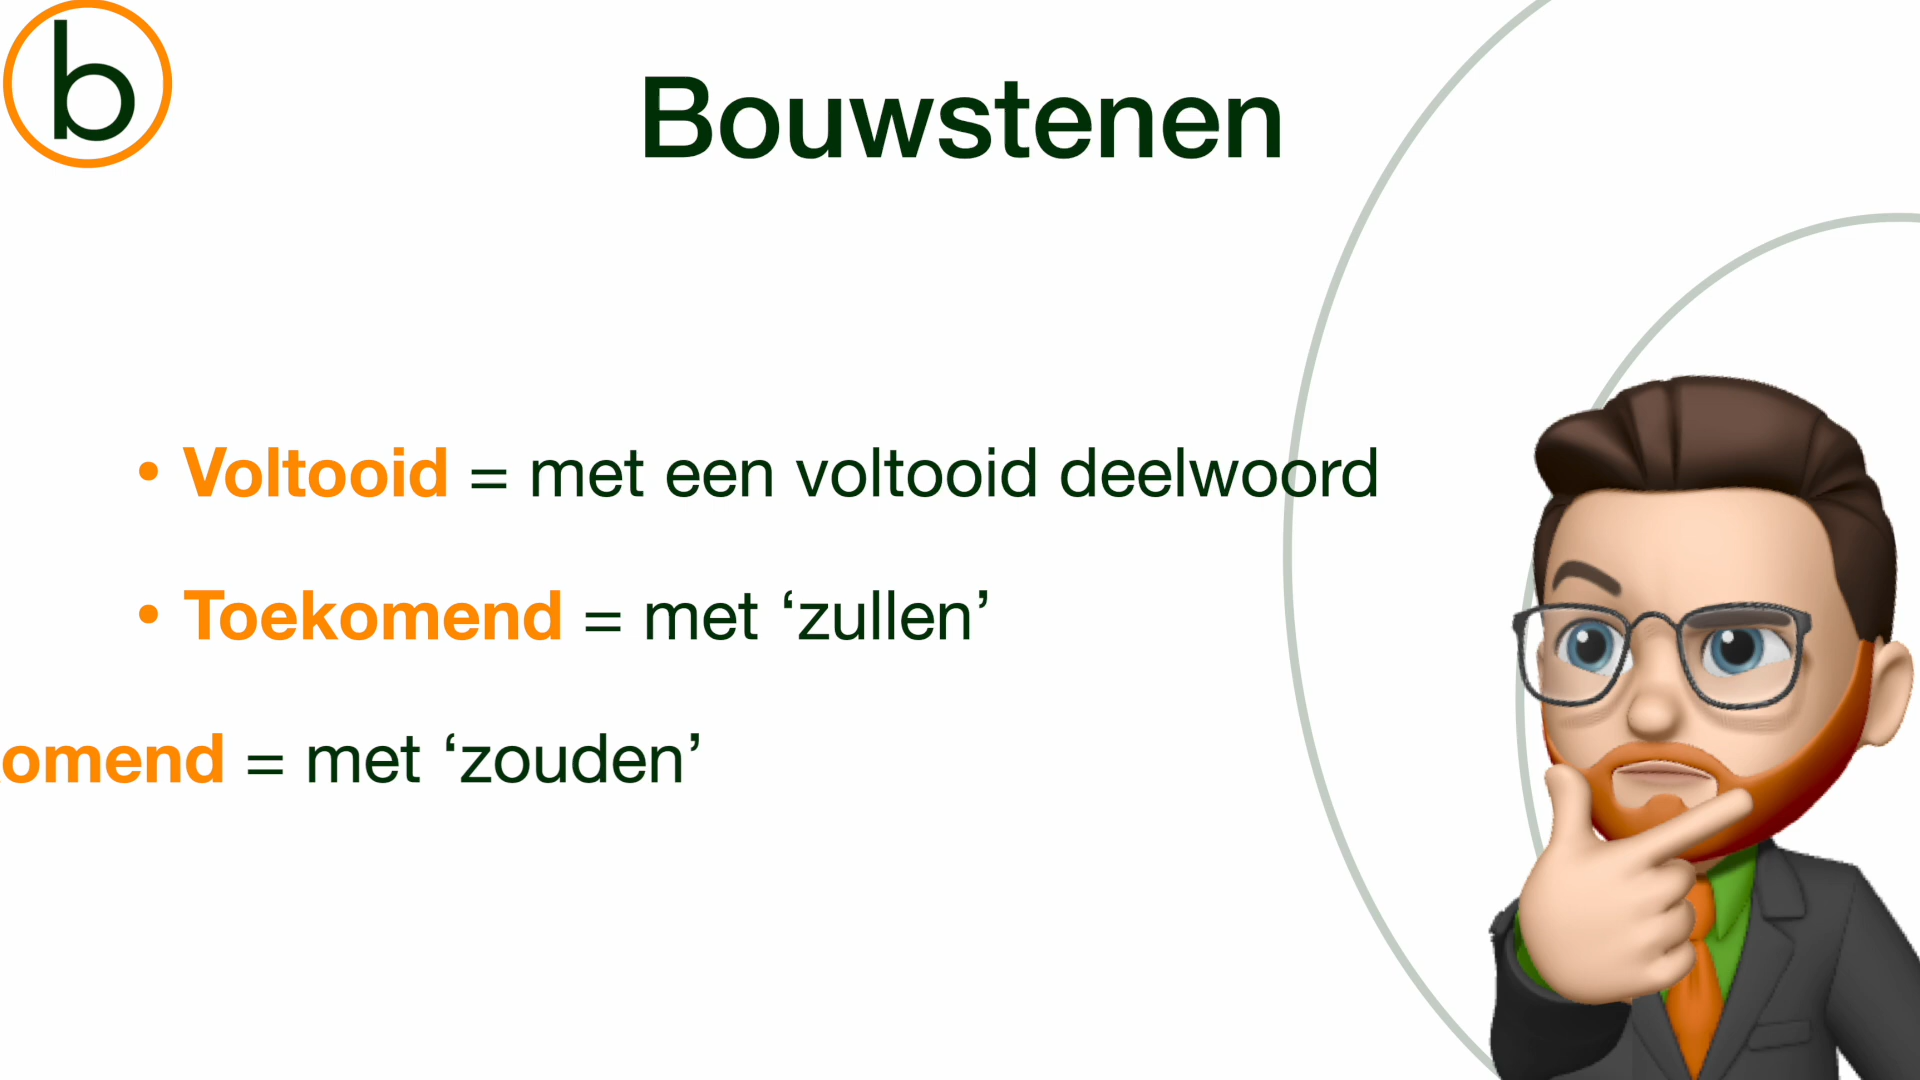 b
Bouwstenen
• Voltooid = met een voltooid deelwoord
• Toekomend = met ‘zullen’
omend = met ‘zouden’